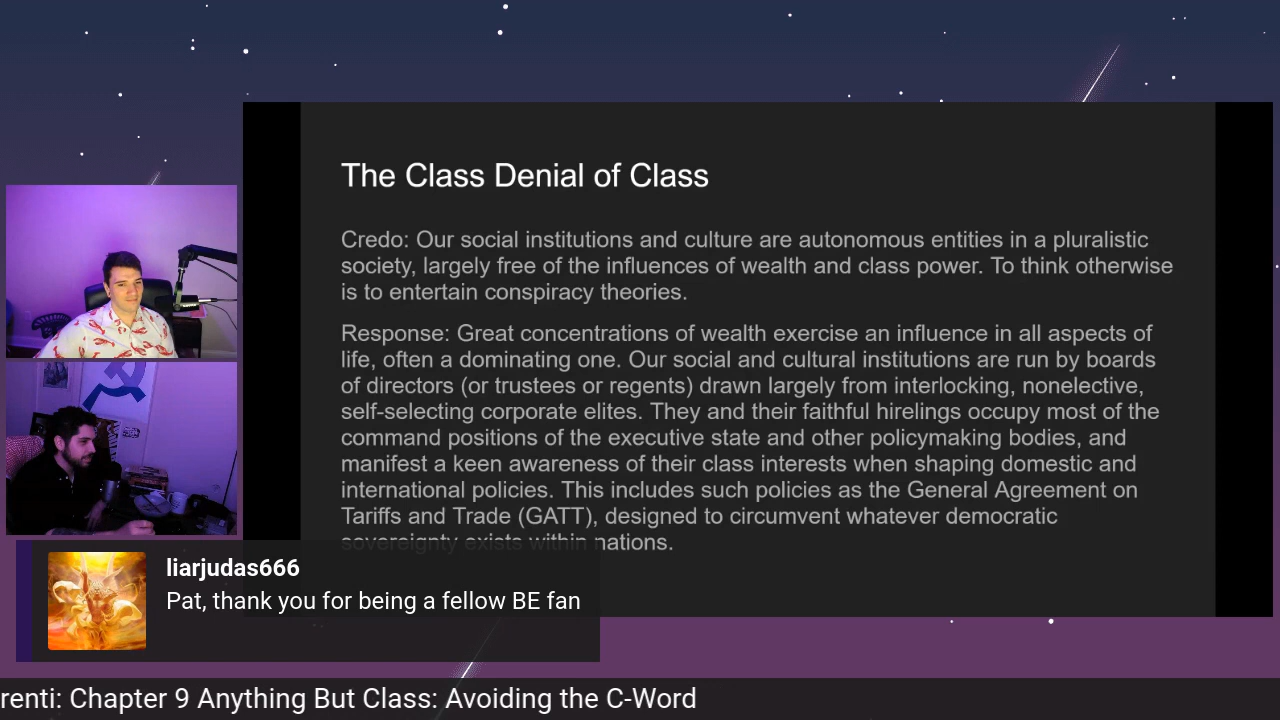 The Class Denial of Class
Credo: Our social institutions and culture are autonomous entities in a pluralistic
society, largely free of the influences of wealth and class power. To think otherwise
is to entertain conspiracy theories.
Response: Great concentrations of wealth exercise an influence in all aspects of
life, often a dominating one. Our social and cultural institutions are run by boards
of directors (or trustees or regents) drawn largely from interlocking, nonelective,
self-selecting corporate elites. They and their faithful hirelings occupy most of the
command positions of the executive state and other policymaking bodies, and
manifest a keen awareness of their class interests when shaping domestic and
international policies. This includes such policies as the General Agreement on
Tariffs and Trade (GATT), designed to circumvent whatever democratic
sovereignty exists within nations.
liarjudas666
Pat, thank you for being a fellow BE fan
renti: Chapter 9 Anything But Class: Avoiding the C-Word